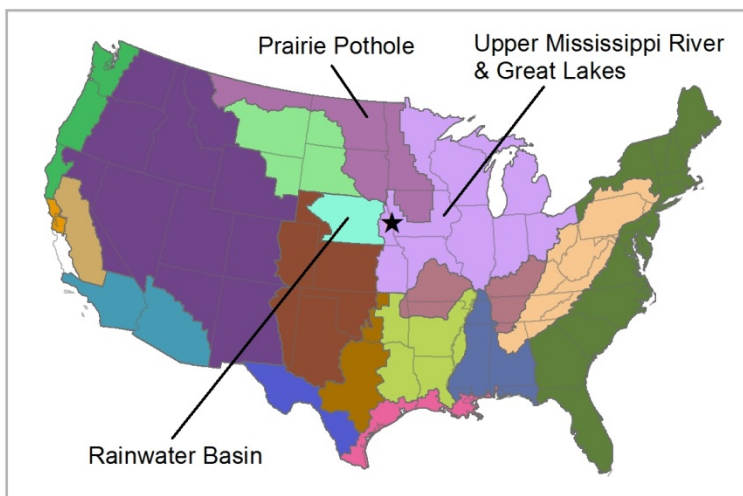 Prairie Pothole
Upper Mississippi River
& Great Lakes
Rainwater Basin